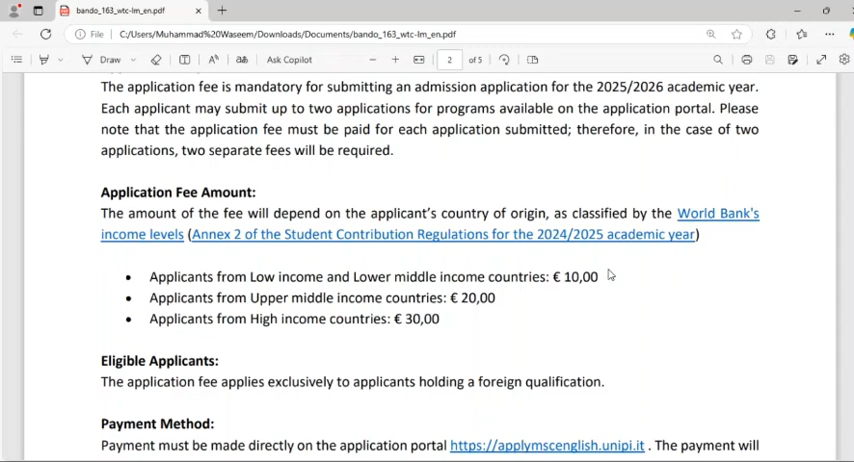 bando_163_wtc-lm_en.pdf
File C:/Users/Muhammad%20Waseem/Downloads/Documents/bando_163_wtc-lm_en.pdf
Draw Ask Copilot 2 of 5
The application fee is mandatory for submitting an admission application for the 2025/2026 academic year.
Each applicant may submit up to two applications for programs available on the application portal. Please
note that the application fee must be paid for each application submitted; therefore, in the case of two
applications, two separate fees will be required.
Application Fee Amount:
The amount of the fee will depend on the applicant's country of origin, as classified by the World Bank's
income levels (Annex 2 of the Student Contribution Regulations for the 2024/2025 academic year)
• Applicants from Low income and Lower middle income countries: € 10,00
• Applicants from Upper middle income countries: € 20,00
• Applicants from High income countries: € 30,00
Eligible Applicants:
The application fee applies exclusively to applicants holding a foreign qualification.
Payment Method:
Payment must be made directly on the application portal https://applymscenglish.unipi.it . The payment will